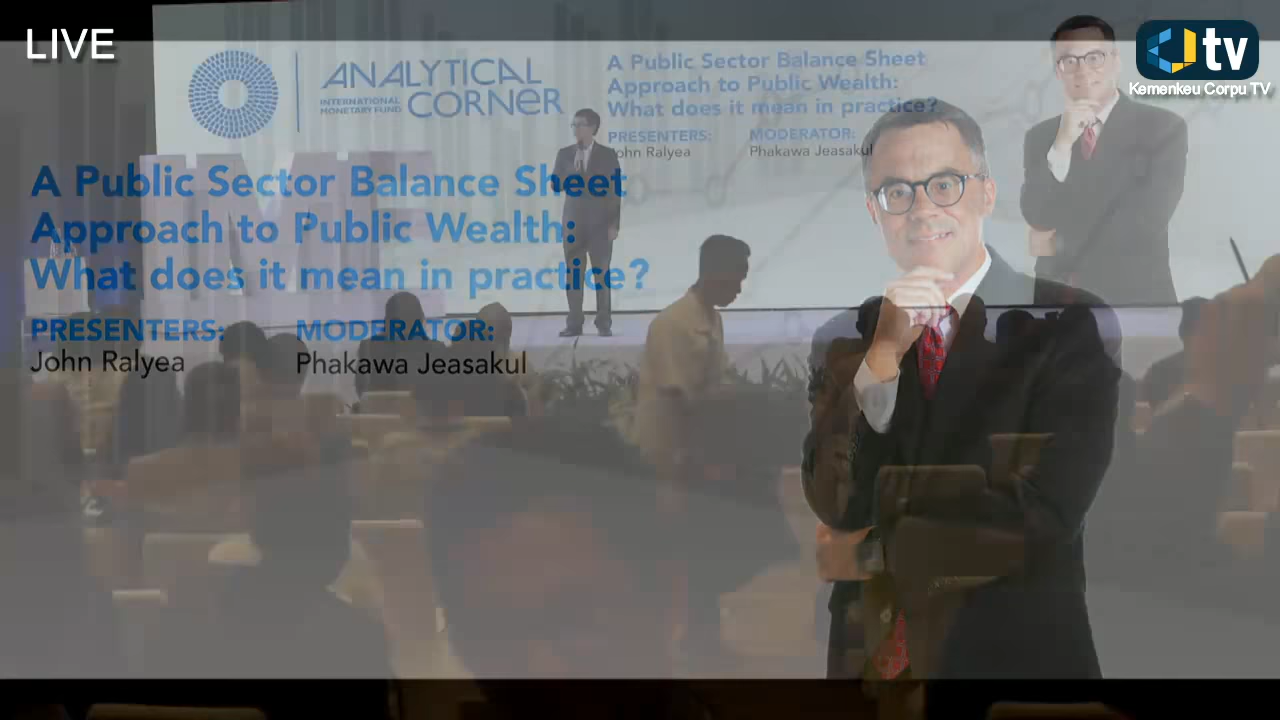 LIVE
tv
Kemenkeu Corpu TV
INTERNATIONAL
MONETARY FUND
ANALYTICAL
CORNER
A Public Sector Balance Sheet
Approach to Public Wealth:
What does it mean in practice?
PRESENTERS:
John Ralyea
MODERATOR:
Phakawa Jeasakul
IMF
A Public Sector Balance Sheet
Approach to Public Wealth:
What does it mean in practice?
PRESENTERS:
John Ralyea
MODERATOR:
Phakawa Jeasakul